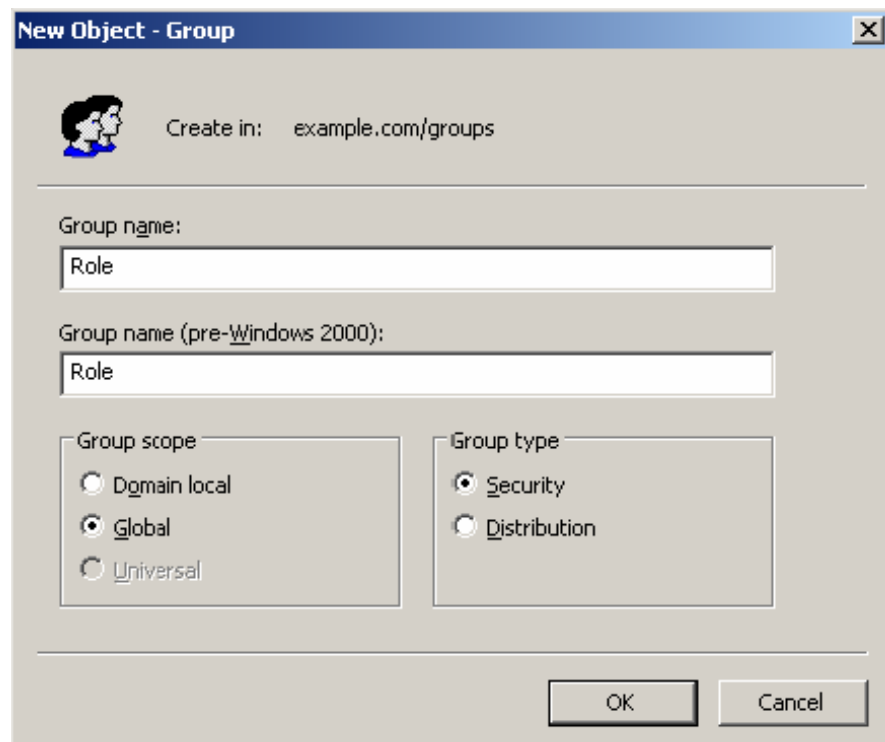 New Object - Group
Create in: example.com/groups
Group name:
Role
Group name (pre-Windows 2000):
Role
Group scope
Domain local
Global
Universal
Group type
Security
Distribution
OK Cancel